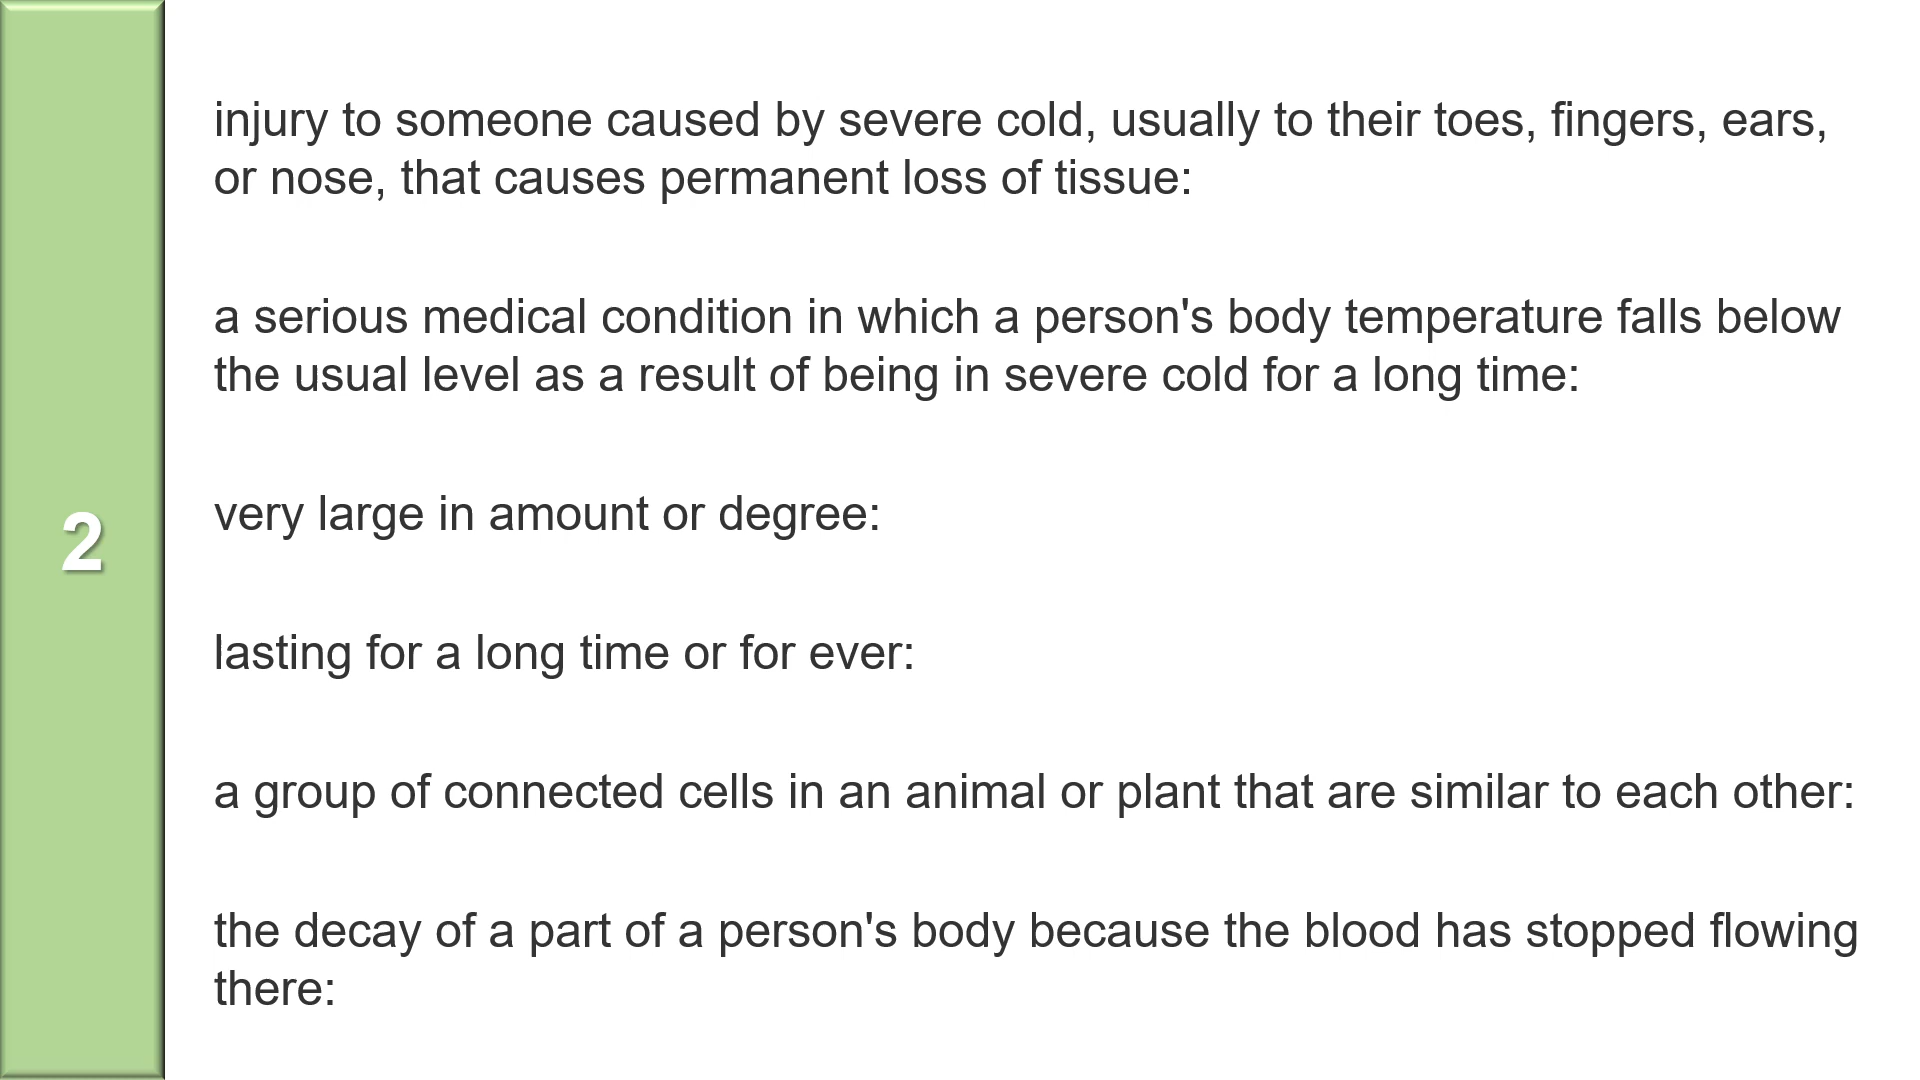 2
injury to someone caused by severe cold, usually to their toes, fingers, ears,
or nose, that causes permanent loss of tissue:
a serious medical condition in which a person's body temperature falls below
the usual level as a result of being in severe cold for a long time:
very large in amount or degree:
lasting for a long time or for ever:
a group of connected cells in an animal or plant that are similar to each other:
the decay of a part of a person's body because the blood has stopped flowing
there: